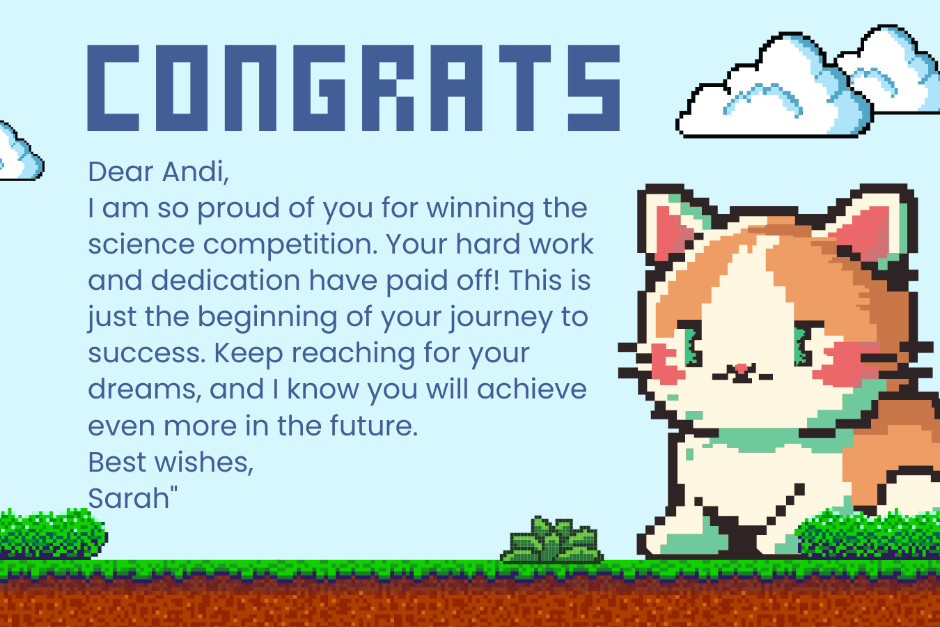 CONGRATS
Dear Andi,
I am so proud of you for winning the
science competition. Your hard work
and dedication have paid off! This is
just the beginning of your journey to
success. Keep reaching for your
dreams, and I know you will achieve
even more in the future.
Best wishes,
Sarah"